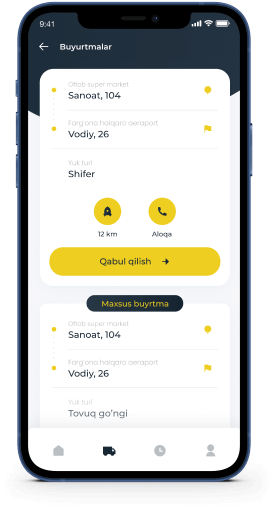 9:41
Buyurtmalar
Oftob super market
Sanoat, 104
Farg'ona halqaro aeraport
Vodiy, 26
Yuk turi
Shifer
12 km
Aloqa
Qabul qilish
Maxsus buyrtma
Oftob super market
Sanoat, 104
Farg'ona halqaro aeraport
Vodiy, 26
Yuk turi
Tovuq go'ngi